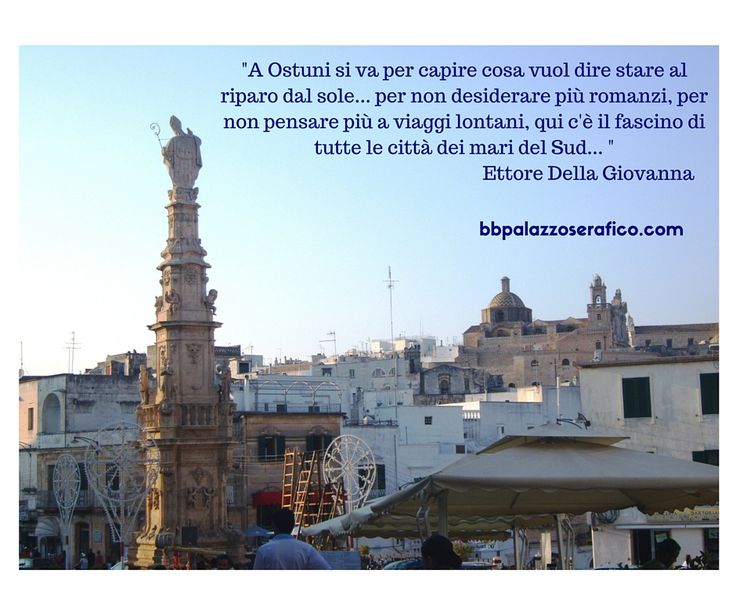 "A Ostuni si va per capire cosa vuol dire stare al
riparo dal sole... per non desiderare più romanzi, per
non pensare più a viaggi lontani, qui c'è il fascino di
tutte le città dei mari del Sud... "
Ettore Della Giovanna
bbpalazzoserafico.com